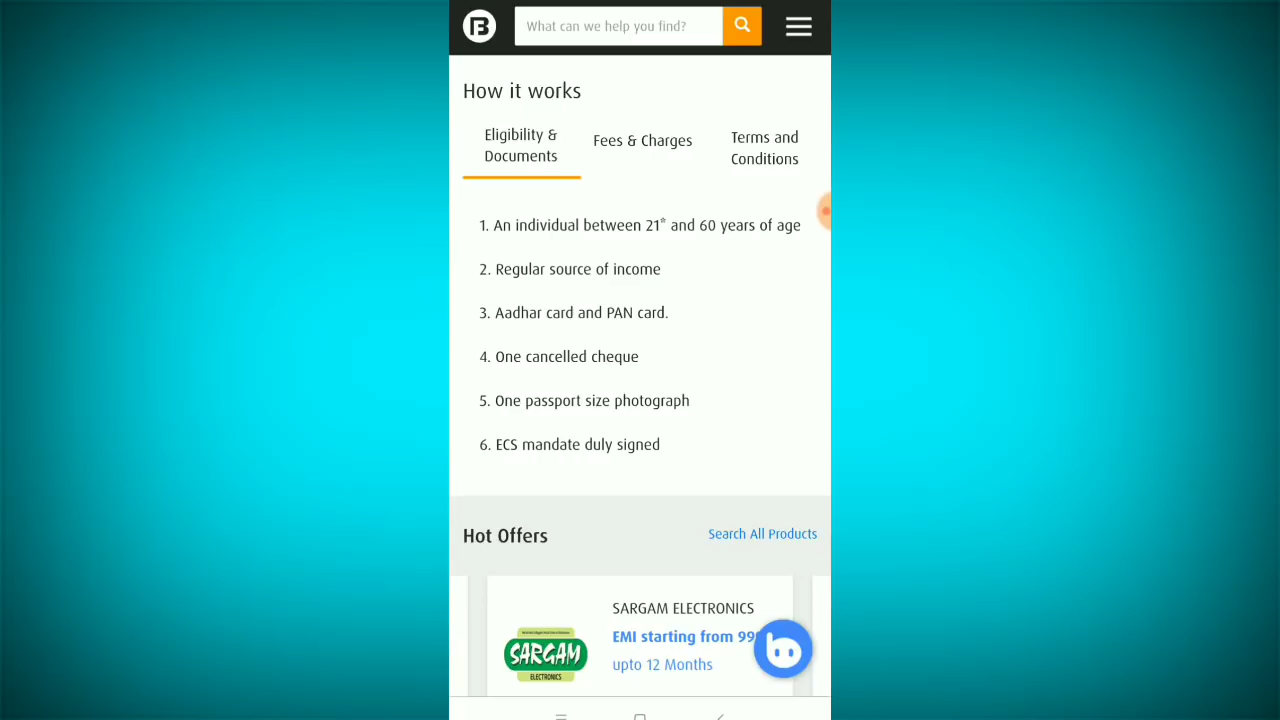 What can we help you find?
How it works
Eligibility &
Documents
Fees & Charges
Terms and
Conditions
1. An individual between 21* and 60 years of age
2. Regular source of income
3. Aadhar card and PAN card.
4. One cancelled cheque
5. One passport size photograph
6. ECS mandate duly signed
Hot Offers
Search All Products
SARGAM ELECTRONICS
EMI starting from
upto 12 Months
SARGAM
ELECTRONICS